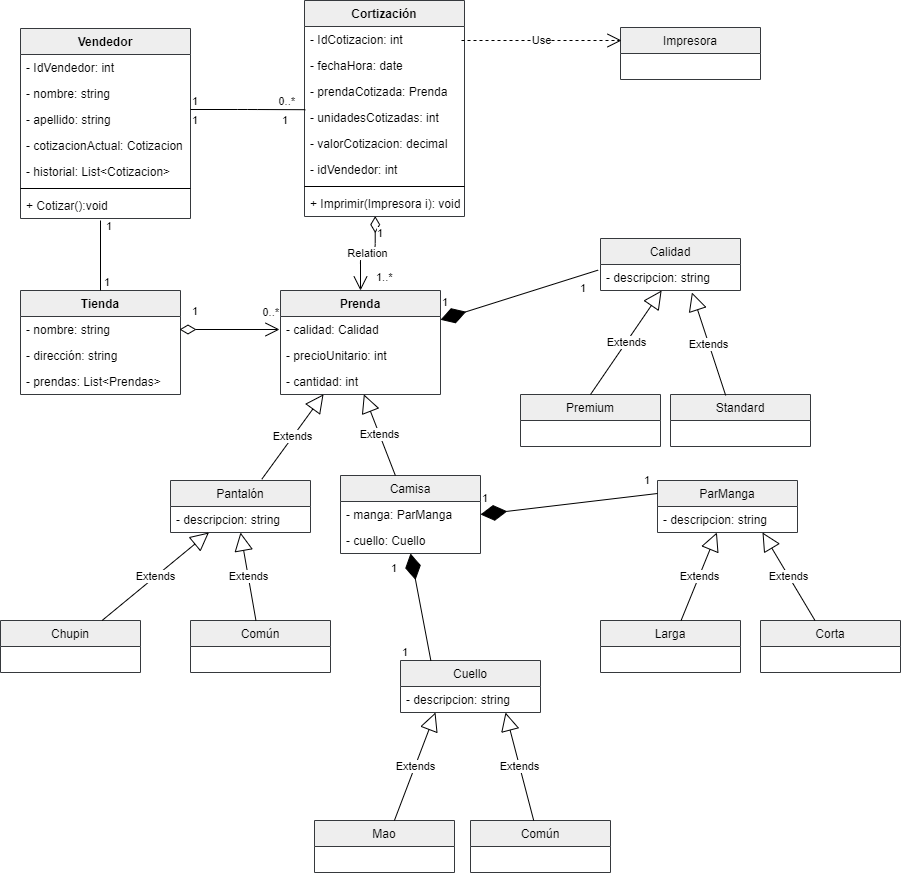 Cortización
- IdCotizacion: int
- fechaHora: date
- prendaCotizada: Prenda
- unidadesCotizadas: int
- valorCotizacion: decimal
- idVendedor: int
+ Imprimir(Impresora i): void
Vendedor
- IdVendedor: int
- nombre: string
- apellido: string
- cotizacionActual: Cotizacion
- historial: List<Cotizacion>
+ Cotizar():void
1
0..*
1
1
Use
Impresora
1
1
1
Relation
1..*
Tienda
- nombre: string
- dirección: string
- prendas: List<Prendas>
1
0..*
Prenda
- calidad: Calidad
- precioUnitario: int
- cantidad: int
1
1
Calidad
- descripcion: string
Extends
Extends
Premium
Standard
Extends
Extends
Pantalón
- descripcion: string
Camisa
- manga: ParManga
- cuello: Cuello
1
1
ParManga
- descripcion: string
Extends
Extends
Chupin
Común
1
1
Extends
Extends
Larga
Corta
Cuello
- descripcion: string
Extends
Extends
Mao
Común